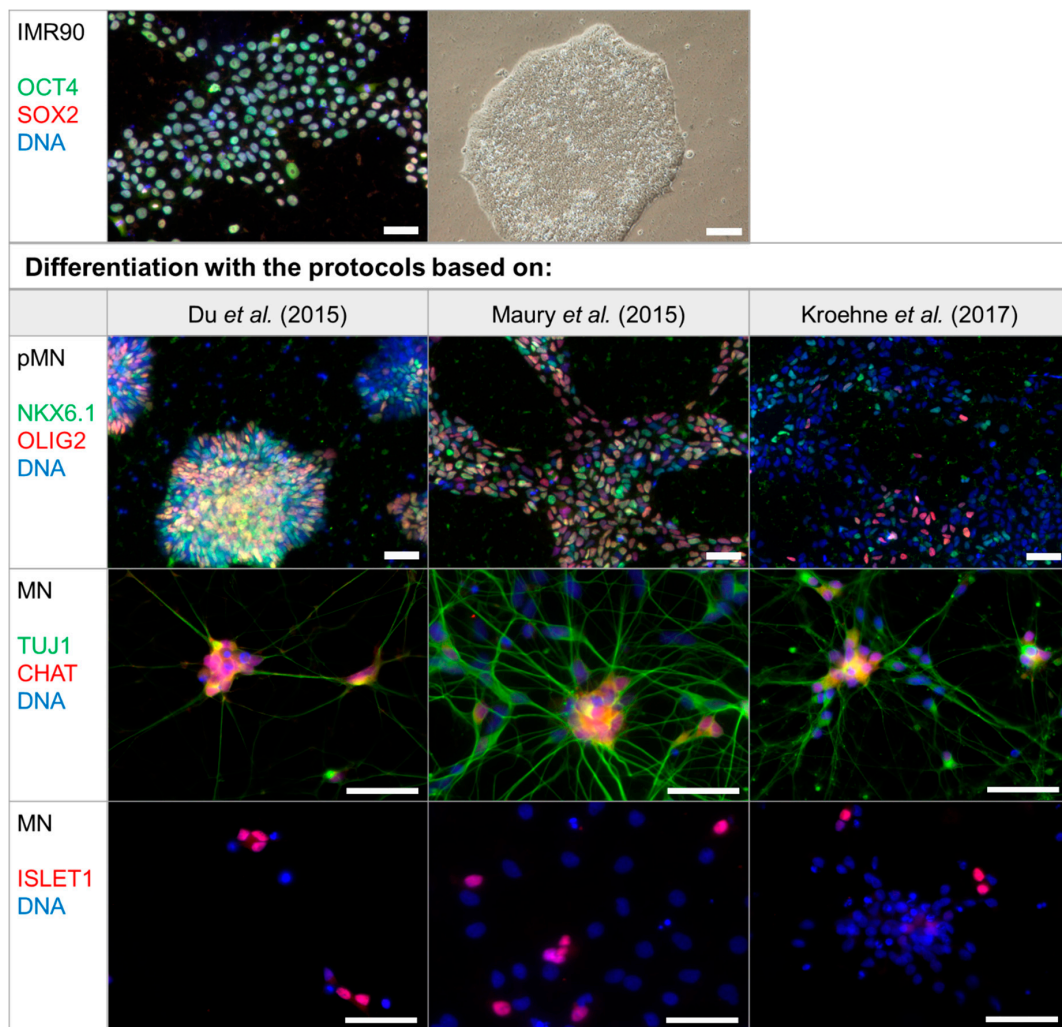 IMR90
OCT4
SOX2
DNA
Differentiation with the protocols based on:
Du et al. (2015)
Maury et al. (2015)
Kroehne et al. (2017)
pMN
NKX6.1
OLIG2
DNA
MN
TUJ1
CHAT
DNA
MN
ISLET1
DNA